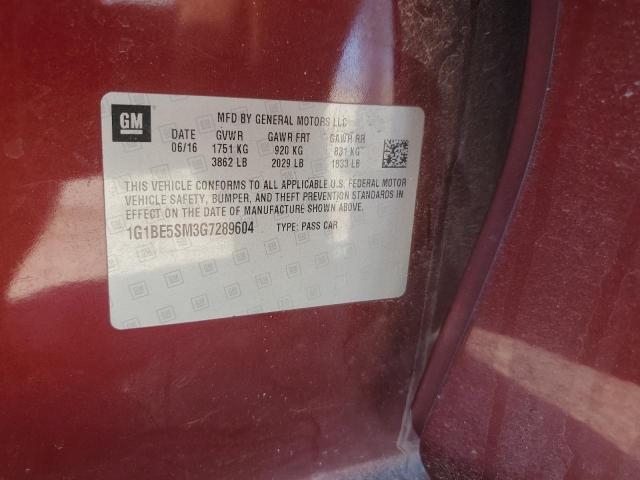 GM
MFD BY GENERAL MOTORS LLC
DATE GVWR GAWR FRT GAWR RR
06/16 1751 KG 920 KG 831 KG
3862 LB 2029 LB 1833 LB
THIS VEHICLE CONFORMS TO ALL APPLICABLE U.S. FEDERAL MOTOR
VEHICLE SAFETY, BUMPER, AND THEFT PREVENTION STANDARDS IN
EFFECT ON THE DATE OF MANUFACTURE SHOWN ABOVE.
1G1BE5SM3G7289604 TYPE: PASS CAR